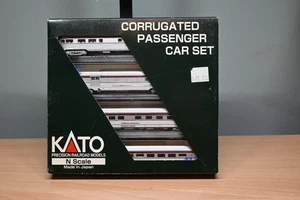 CORRUGATED
PASSENGER
CAR SET
KATO
PRECISION RAILROAD MODELS
N Scale
Made in Japan